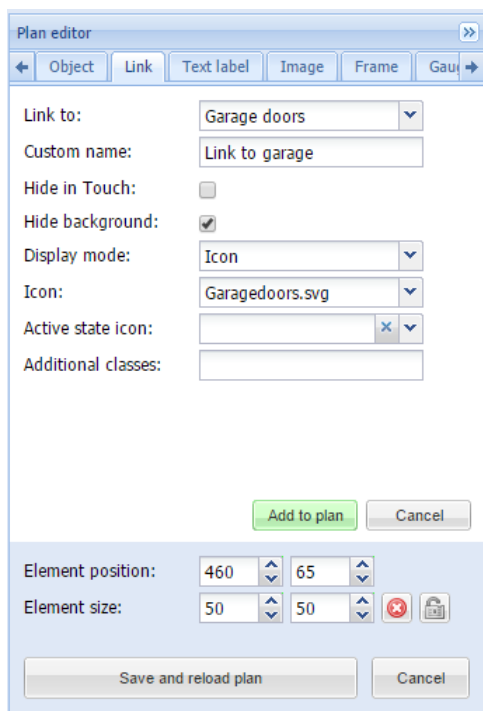 Plan editor
Object Link Text label Image Frame
Link to: Garage doors
Custom name: Link to garage
Hide in Touch:
Hide background:
Display mode: Icon
Icon: Garagedoors.svg
Active state icon:
Additional classes:
Add to plan Cancel
Element position: 460 65
Element size: 50 50
Save and reload plan Cancel